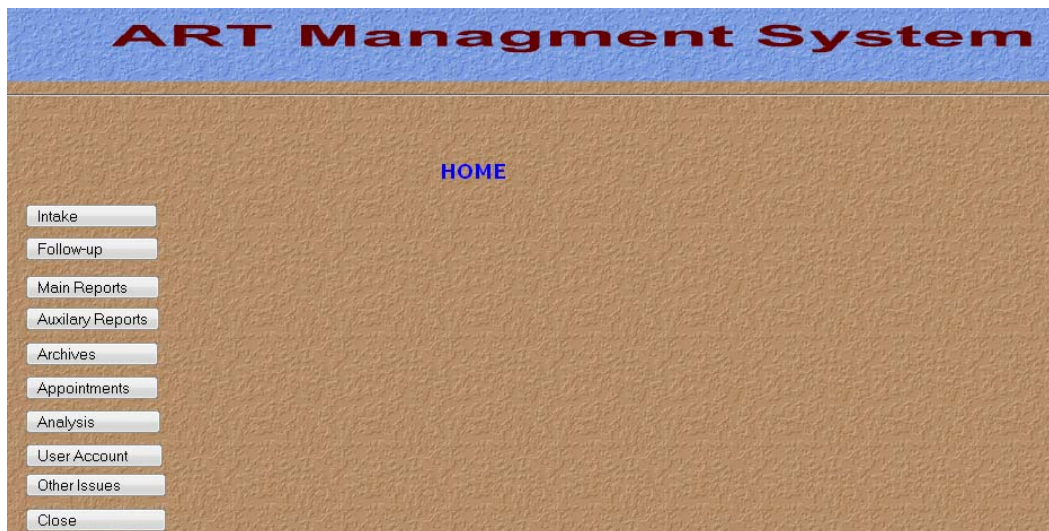 ART Managment System
HOME
Intake
Follow-up
Main Reports
Auxilary Reports
Archives
Appointments
Analysis
User Account
Other Issues
Close